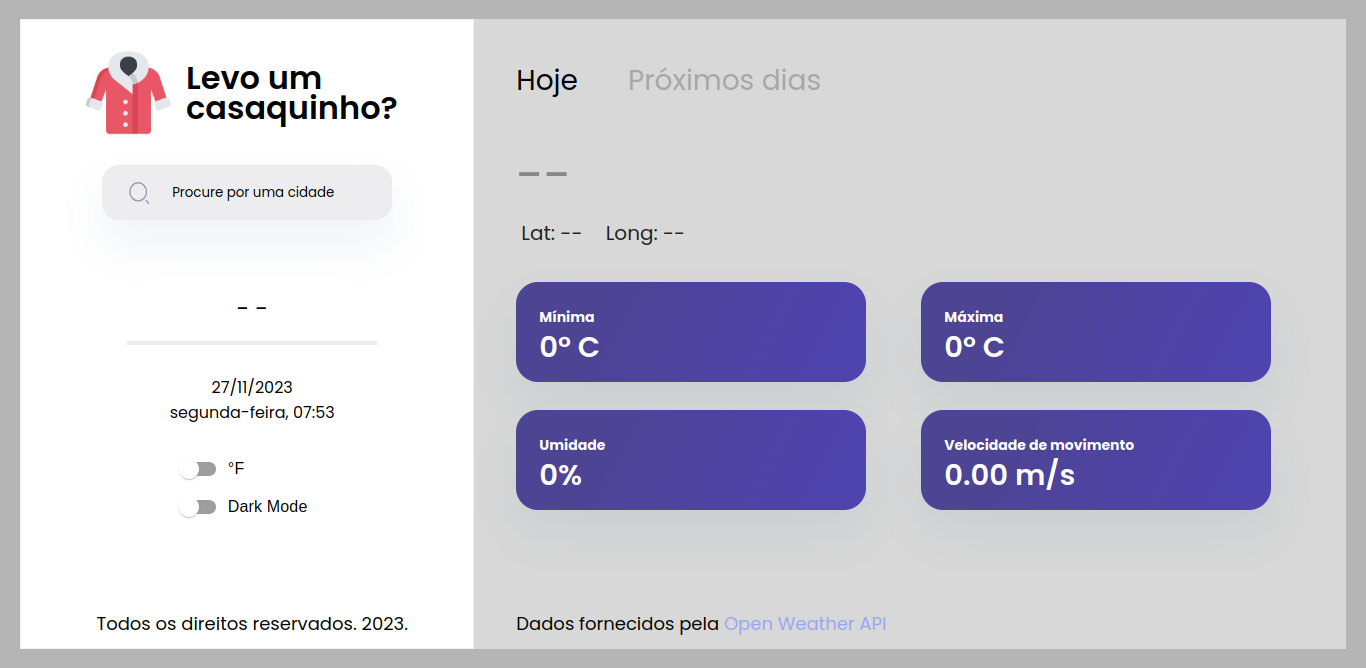 Levo um
casaquinho?
Procure por uma cidade
- -
27/11/2023
segunda-feira, 07:53
°F
Dark Mode
Todos os direitos reservados. 2023.
Hoje Próximos dias
--
Lat: -- Long: --
Mínima
0° C
Máxima
0° C
Umidade
0%
Velocidade de movimento
0.00 m/s
Dados fornecidos pela Open Weather API